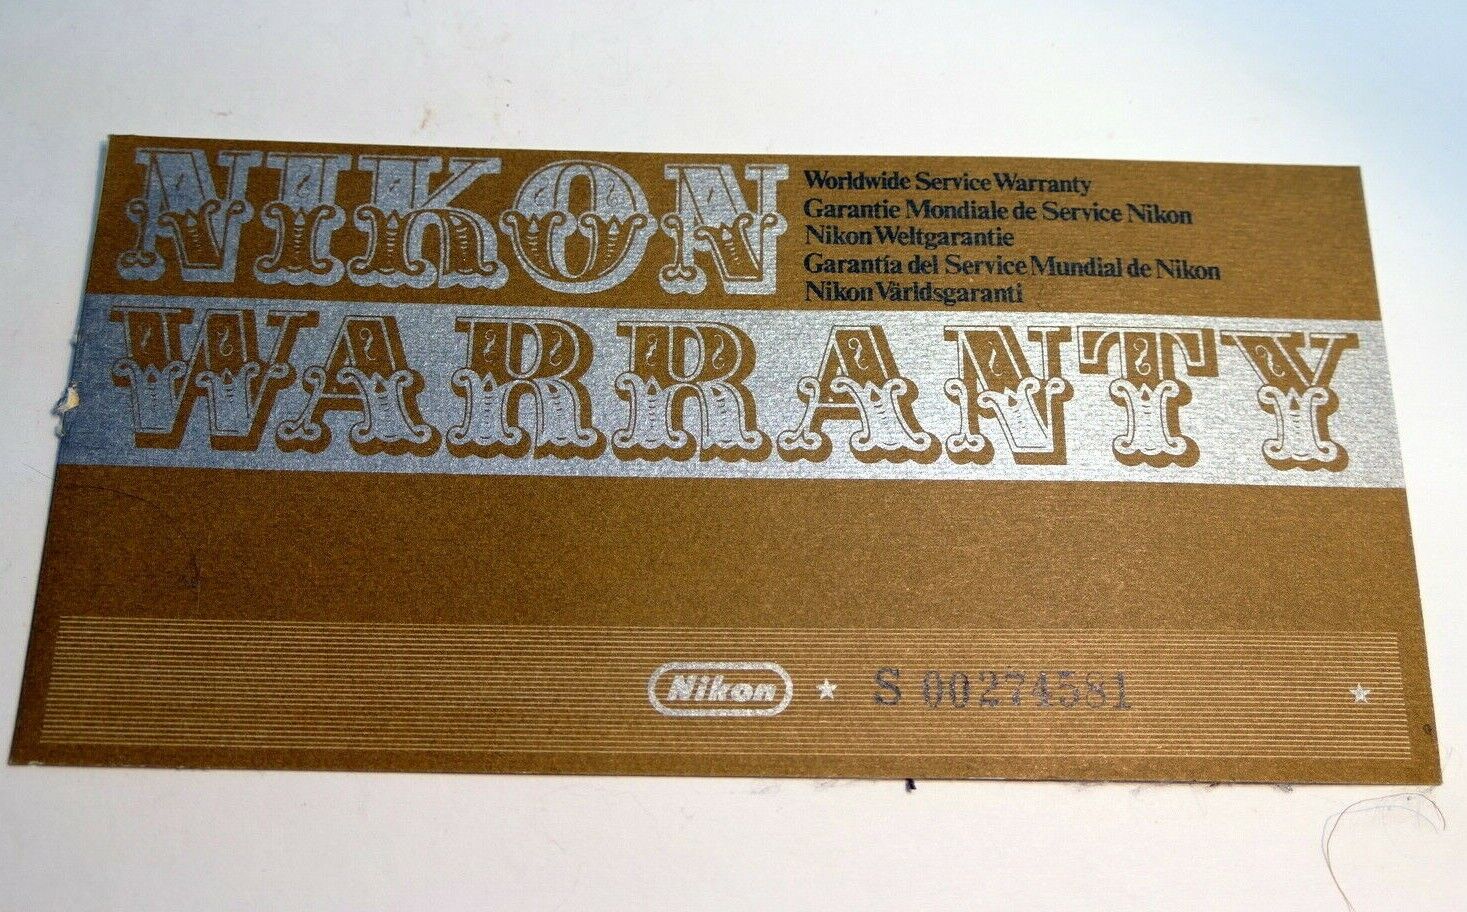 NIKON
Worldwide Service Warranty
Garantie Mondiale de Service Nikon
Nikon Weltgarantie
Garantía del Service Mundial de Nikon
Nikon Världsgaranti
WARRANTY
Nikon ★ S 00274581 ★